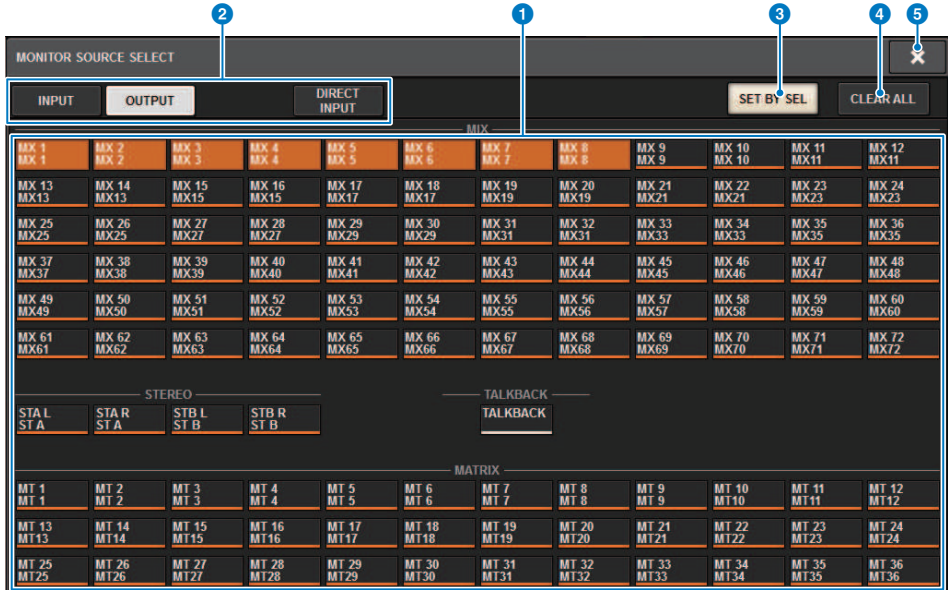 2 1 3 4 5
MONITOR SOURCE SELECT
INPUT OUTPUT DIRECT INPUT SET BY SEL CLEAR ALL
MIX
MX 1 MX 2 MX 3 MX 4 MX 5 MX 6 MX 7 MX 8 MX 9 MX 10 MX 11 MX 12
MX 1 MX 2 MX 3 MX 4 MX 5 MX 6 MX 7 MX 8 MX 9 MX 10 MX11 MX11
MX 13 MX 14 MX 15 MX 16 MX 17 MX 18 MX 19 MX 20 MX 21 MX 22 MX 23 MX 24
MX13 MX13 MX15 MX15 MX17 MX17 MX19 MX19 MX21 MX21 MX23 MX23
MX 25 MX 26 MX 27 MX 28 MX 29 MX 30 MX 31 MX 32 MX 33 MX 34 MX 35 MX 36
MX25 MX25 MX27 MX27 MX29 MX29 MX31 MX31 MX33 MX33 MX35 MX35
MX 37 MX 38 MX 39 MX 40 MX 41 MX 42 MX 43 MX 44 MX 45 MX 46 MX 47 MX 48
MX37 MX38 MX39 MX40 MX41 MX42 MX43 MX44 MX45 MX46 MX47 MX48
MX 49 MX 50 MX 51 MX 52 MX 53 MX 54 MX 55 MX 56 MX 57 MX 58 MX 59 MX 60
MX49 MX50 MX51 MX52 MX53 MX54 MX55 MX56 MX57 MX58 MX59 MX60
MX 61 MX 62 MX 63 MX 64 MX 65 MX 66 MX 67 MX 68 MX 69 MX 70 MX 71 MX 72
MX61 MX62 MX63 MX64 MX65 MX66 MX67 MX68 MX69 MX70 MX71 MX72
STEREO TALKBACK
STA L STA R STB L STB R TALKBACK
ST A ST A ST B ST B
MATRIX
MT 1 MT 2 MT 3 MT 4 MT 5 MT 6 MT 7 MT 8 MT 9 MT 10 MT 11 MT 12
MT 1 MT 2 MT 3 MT 4 MT 5 MT 6 MT 7 MT 8 MT 9 MT10 MT11 MT12
MT 13 MT 14 MT 15 MT 16 MT 17 MT 18 MT 19 MT 20 MT 21 MT 22 MT 23 MT 24
MT13 MT14 MT15 MT16 MT17 MT18 MT19 MT20 MT21 MT22 MT23 MT24
MT 25 MT 26 MT 27 MT 28 MT 29 MT 30 MT 31 MT 32 MT 33 MT 34 MT 35 MT 36
MT25 MT26 MT27 MT28 MT29 MT30 MT31 MT32 MT33 MT34 MT35 MT36